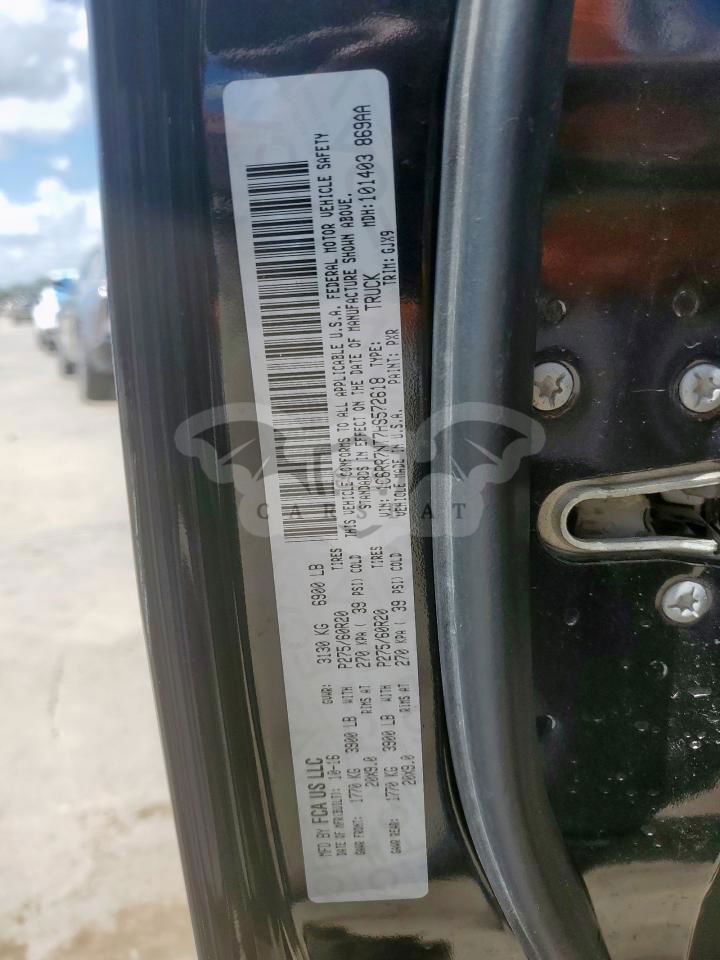 MFD BY FCA US LLC
DATE OF MFR(BUILT): 10-16 GVWR: 3130 KG 6900 LB
GAWR FRONT: 1770 KG 3900 LB WITH P275/60R20 TIRES
20X9.0 RIMS AT 270 KPA ( 39 PSI) COLD
GAWR REAR: 1770 KG 3900 LB WITH P275/60R20 TIRES
20X9.0 RIMS AT 270 KPA ( 39 PSI) COLD
THIS VEHICLE CONFORMS TO ALL APPLICABLE U.S.A. FEDERAL MOTOR VEHICLE SAFETY
STANDARDS IN EFFECT ON THE DATE OF MANUFACTURE SHOWN ABOVE.
MDH:101403 869AA
VIN: 1C6RR7NT7HS572618 TYPE: TRUCK
VEHICLE MADE IN U.S.A. PAINT: PXR TRIM: GJX9